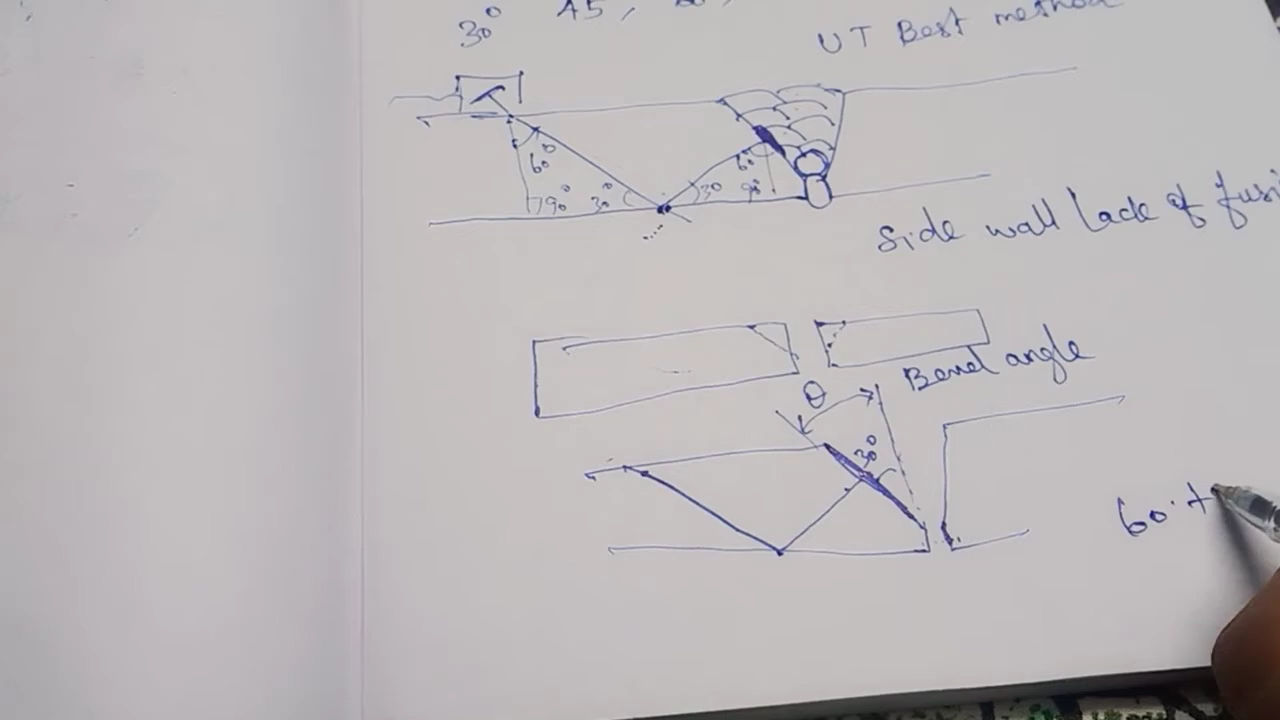 30° 45,
UT Best method
60°
90° 30° 30 90° 60
Side wall lack of fusi
Bevel angle
θ
30°
60° +